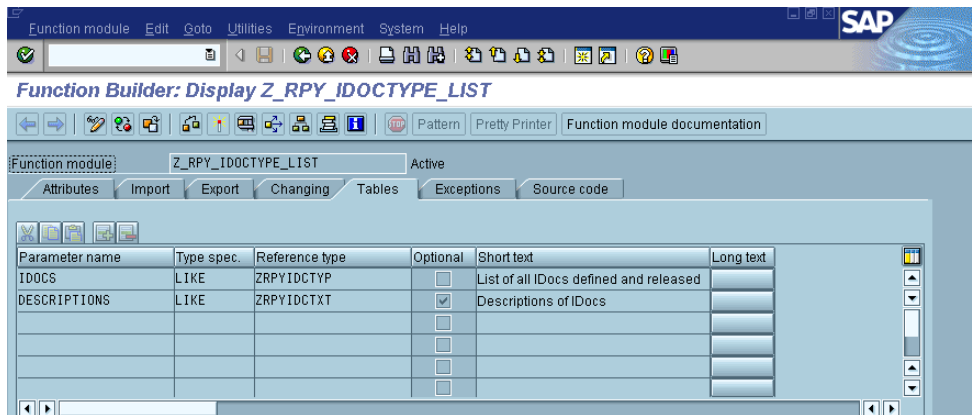 Function module Edit Goto Utilities Environment System Help
SAP
Function Builder: Display Z_RPY_IDOCTYPE_LIST
STOP Pattern Pretty Printer Function module documentation
Function module Z_RPY_IDOCTYPE_LIST Active
Attributes Import Export Changing Tables Exceptions Source code
Parameter name Type spec. Reference type Optional Short text Long text
IDOCS LIKE ZRPYIDCTYP List of all IDocs defined and released
DESCRIPTIONS LIKE ZRPYIDCTXT Descriptions of IDocs